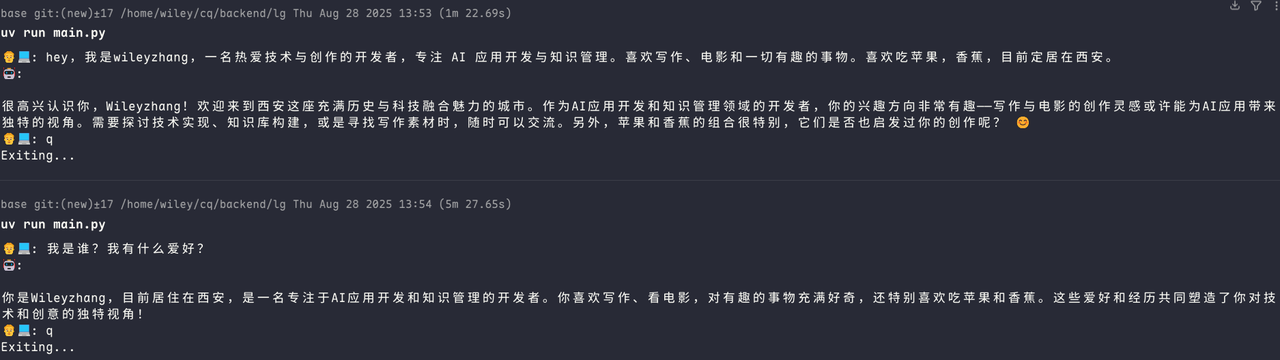 base git:(new)±17 /home/wiley/cq/backend/lg Thu Aug 28 2025 13:53 (1m 22.69s)
uv run main.py
👨‍💻: hey，我是wileyzhang，一名热爱技术与创作的开发者，专注 AI 应用开发与知识管理。喜欢写作、电影和一切有趣的事物。喜欢吃苹果，香蕉，目前定居在西安。
🤖:
很高兴认识你，Wileyzhang！欢迎来到西安这座充满历史与科技融合魅力的城市。作为AI应用开发和知识管理领域的开发者，你的兴趣方向非常有趣——写作与电影的创作灵感或许能为AI应用带来
独特的视角。需要探讨技术实现、知识库构建，或是寻找写作素材时，随时可以交流。另外，苹果和香蕉的组合很特别，它们是否也启发过你的创作呢？ 😊
👨‍💻: q
Exiting...
base git:(new)±17 /home/wiley/cq/backend/lg Thu Aug 28 2025 13:54 (5m 27.65s)
uv run main.py
👨‍💻: 我是谁？我有什么爱好？
🤖:
你是Wileyzhang，目前居住在西安，是一名专注于AI应用开发和知识管理的开发者。你喜欢写作、看电影，对有趣的事物充满好奇，还特别喜欢吃苹果和香蕉。这些爱好和经历共同塑造了你对技
术和创意的独特视角！
👨‍💻: q
Exiting...